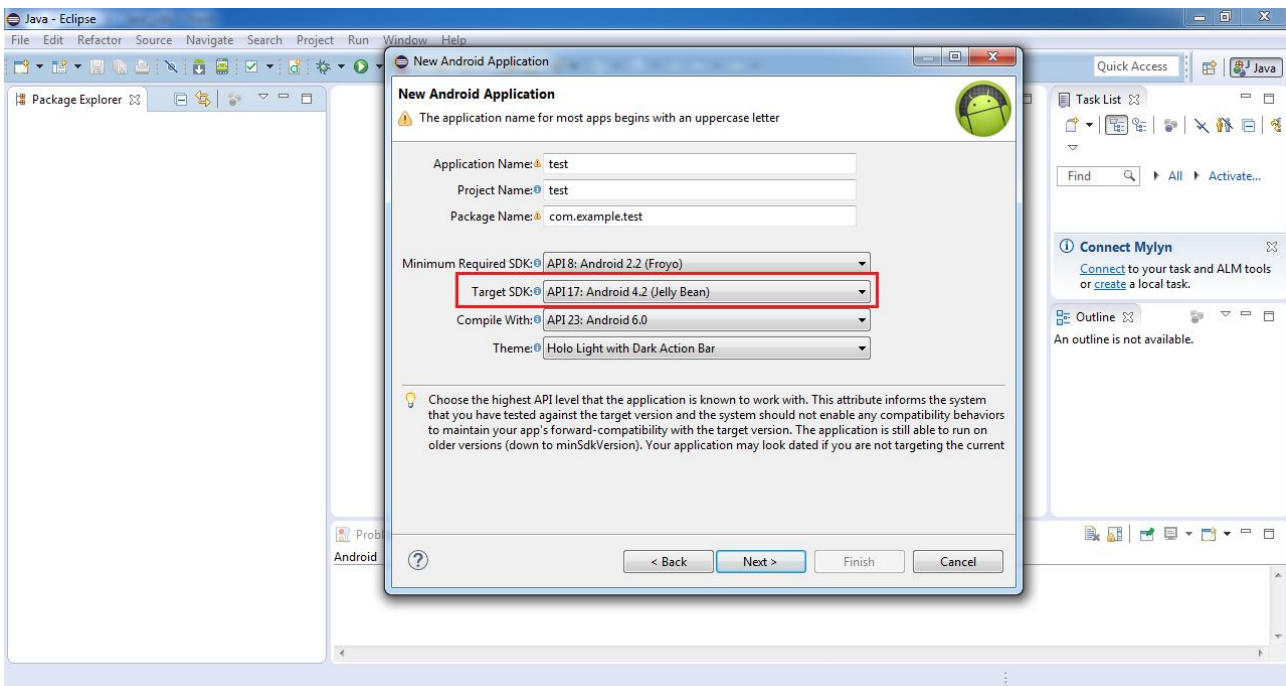 Java - Eclipse
File Edit Refactor Source Navigate Search Project Run Window Help
Quick Access
Java
Package Explorer
New Android Application
New Android Application
The application name for most apps begins with an uppercase letter
Application Name: test
Project Name: test
Package Name: com.example.test
Minimum Required SDK: API 8: Android 2.2 (Froyo)
Target SDK: API 17: Android 4.2 (Jelly Bean)
Compile With: API 23: Android 6.0
Theme: Holo Light with Dark Action Bar
Choose the highest API level that the application is known to work with. This attribute informs the system
that you have tested against the target version and the system should not enable any compatibility behaviors
to maintain your app's forward-compatibility with the target version. The application is still able to run on
older versions (down to minSdkVersion). Your application may look dated if you are not targeting the current
< Back Next > Finish Cancel
Task List
Find All Activate...
Connect Mylyn
Connect to your task and ALM tools
or create a local task.
Outline
An outline is not available.
Probl
Android